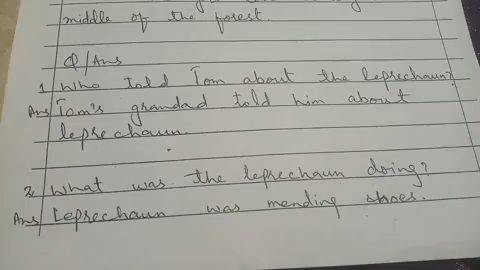 middle of the forest.
Q/Ans
1 Who told Tom about the leprechaun?
Ans Tom's grandad told him about
leprechaun.
2 What was the leprechaun doing?
Ans Leprechaun was mending shoes.